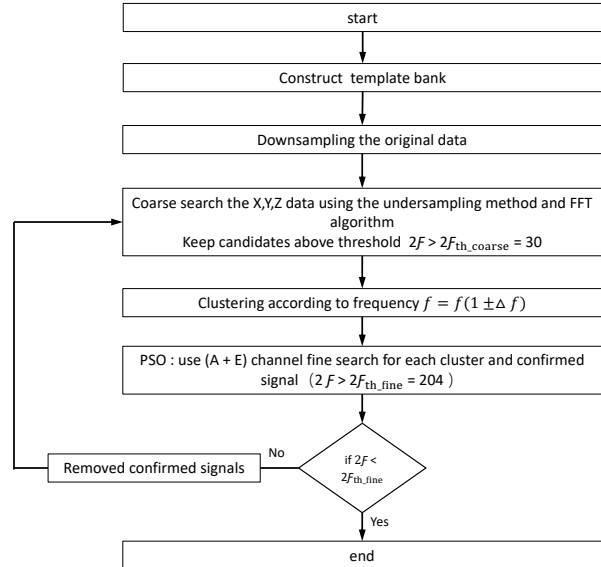 start
Construct template bank
Downsampling the original data
Coarse search the X,Y,Z data using the undersampling method and FFT
algorithm
Keep candidates above threshold 2F > 2F_th_coarse = 30
Clustering according to frequency f = f(1 ±Δ f)
PSO : use (A + E) channel fine search for each cluster and confirmed
signal (2 F > 2F_th_fine = 204 )
if 2F <
2F_th_fine
No
Removed confirmed signals
Yes
end